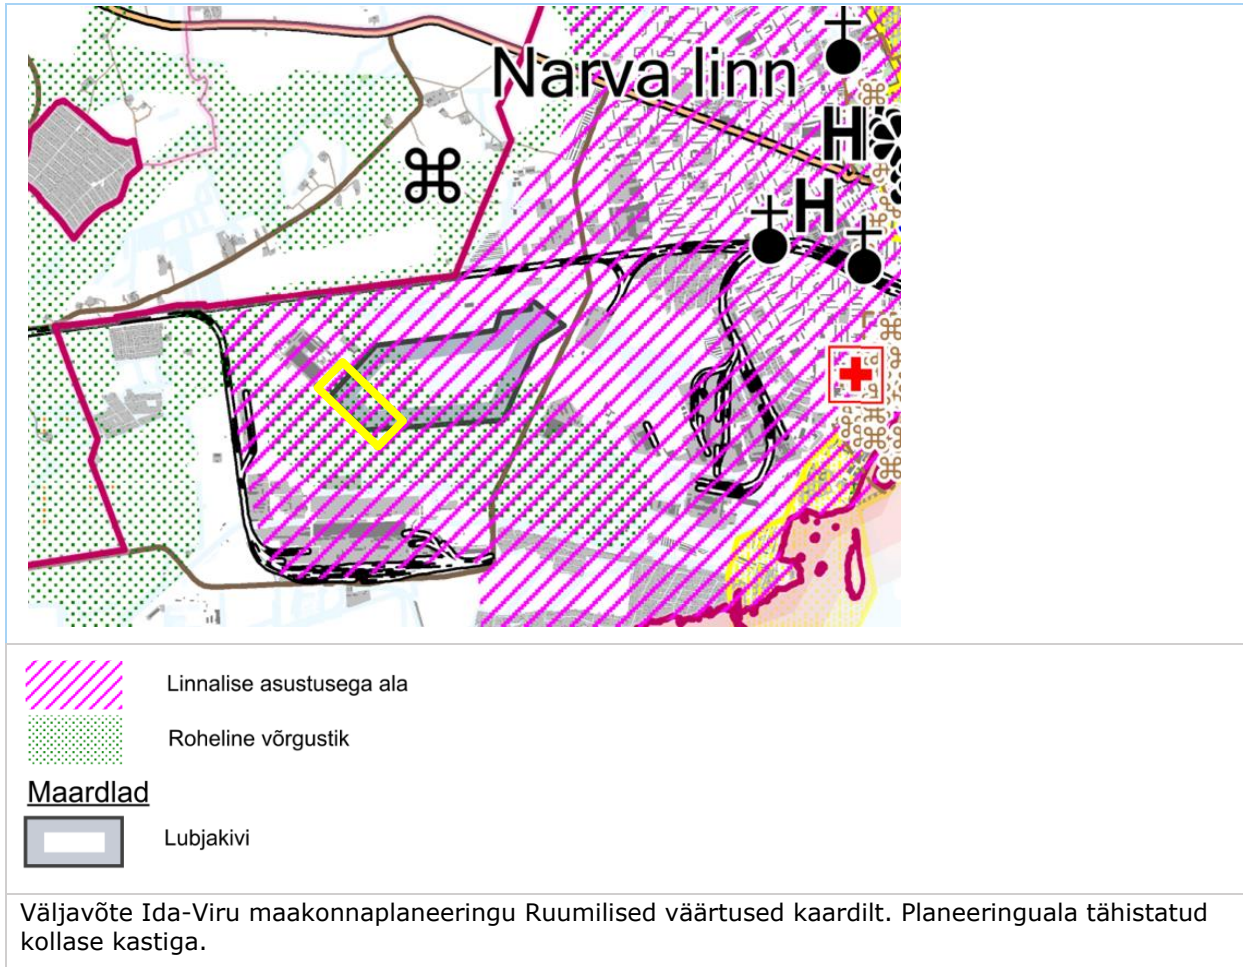 Narva linn
H
H
Linnalise asustusega ala
Roheline võrgustik
Maardlad
Lubjakivi
Väljavõte Ida-Viru maakonnaplaneeringu Ruumilised väärtused kaardilt. Planeeringuala tähistatud
kollase kastiga.